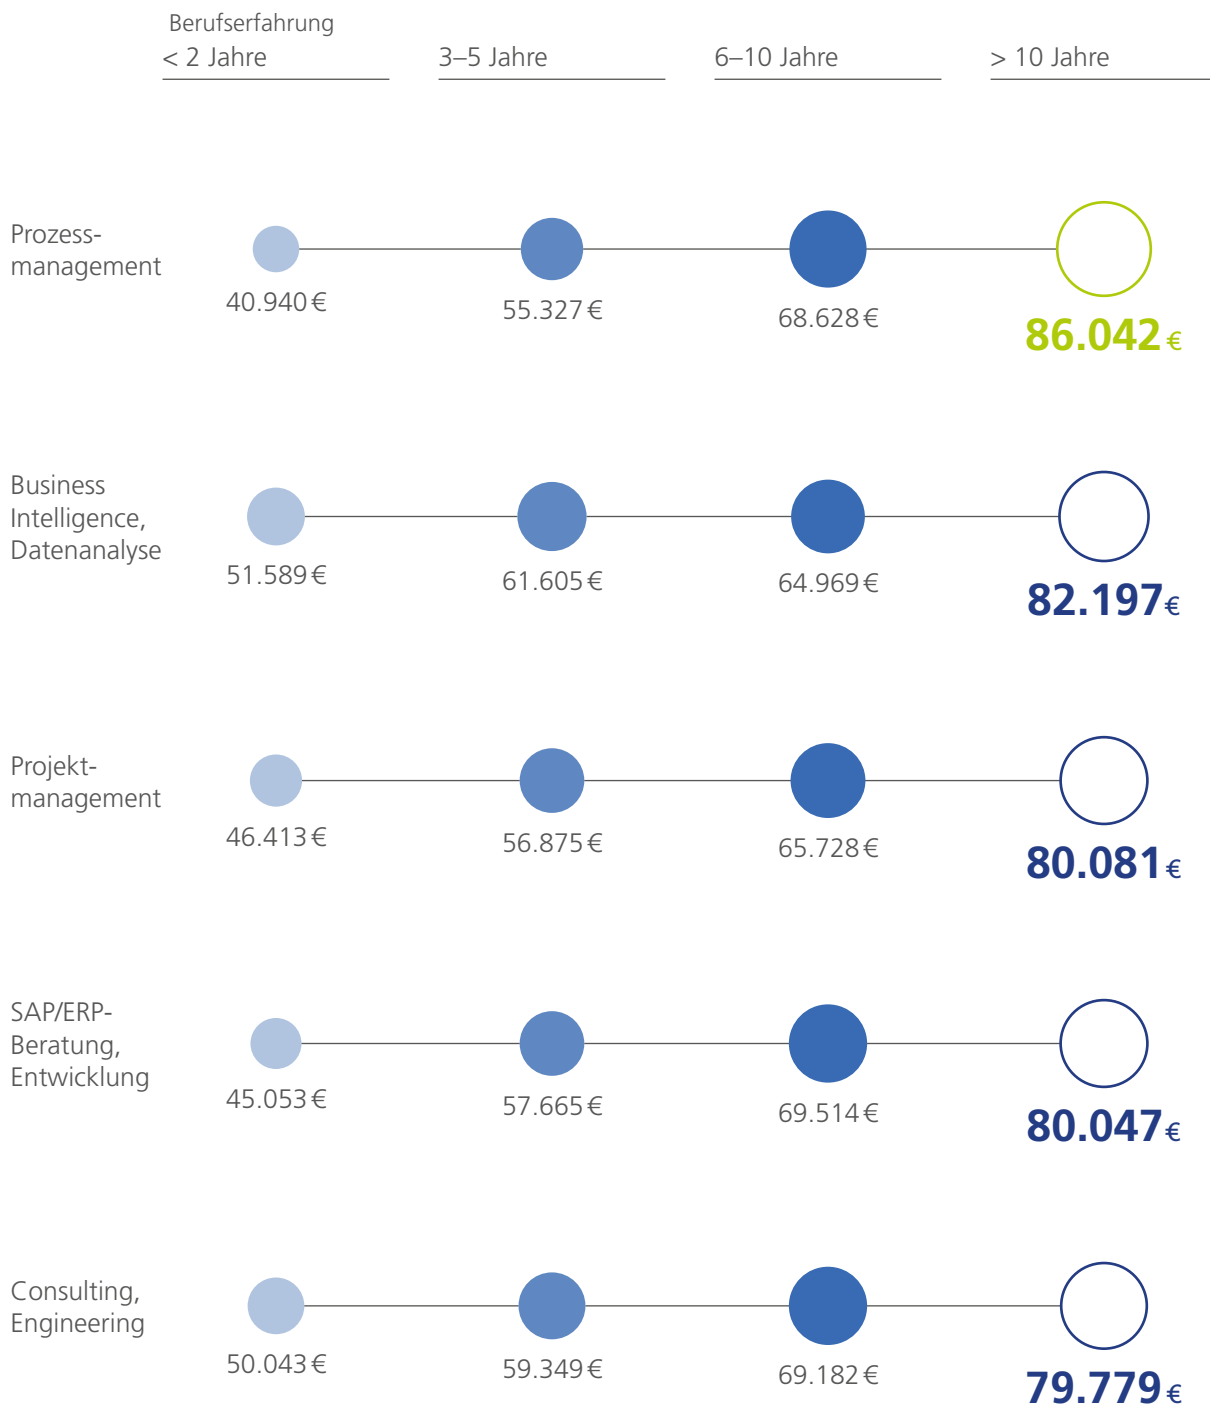 Berufserfahrung
< 2 Jahre 3–5 Jahre 6–10 Jahre > 10 Jahre
Prozess-
management
40.940 € 55.327 € 68.628 € 86.042 €
Business
Intelligence,
Datenanalyse
51.589 € 61.605 € 64.969 € 82.197 €
Projekt-
management
46.413 € 56.875 € 65.728 € 80.081 €
SAP/ERP-
Beratung,
Entwicklung
45.053 € 57.665 € 69.514 € 80.047 €
Consulting,
Engineering
50.043 € 59.349 € 69.182 € 79.779 €